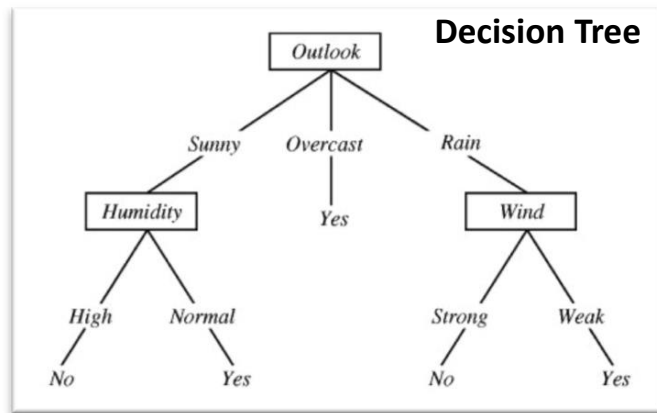 Decision Tree
Outlook
Sunny Overcast Rain
Humidity Yes Wind
High Normal Strong Weak
No Yes No Yes